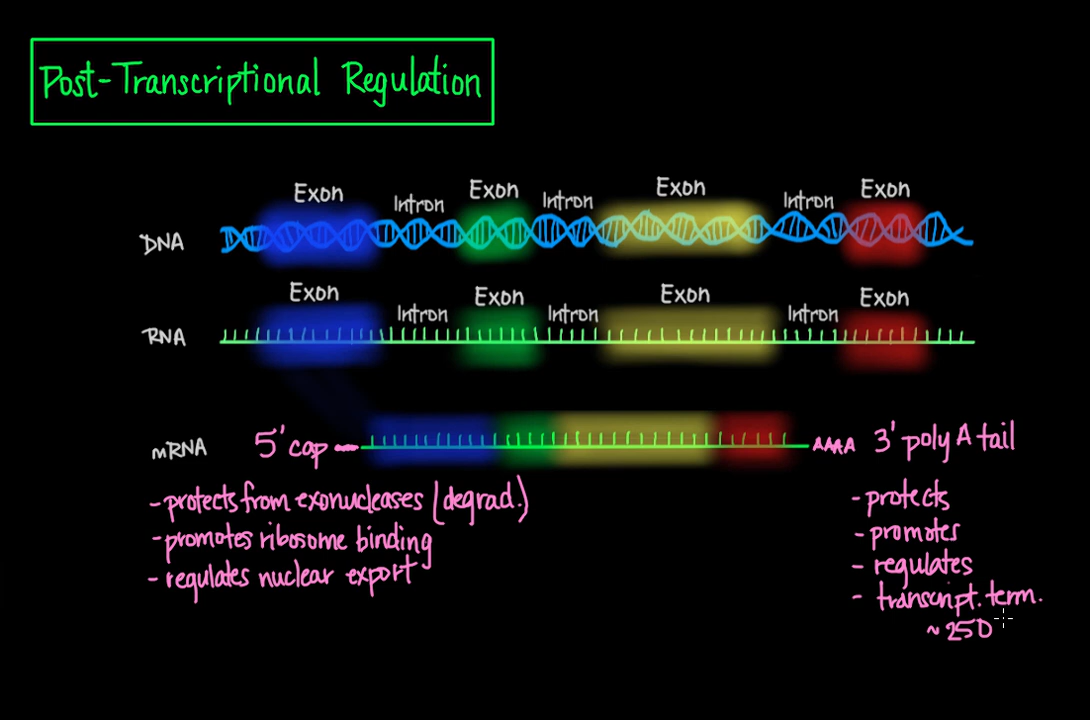 Post-Transcriptional Regulation
Exon Intron Exon Intron Exon Intron Exon
DNA
Exon Intron Exon Intron Exon Intron Exon
RNA
mRNA 5' cap AAAA 3' poly A tail
-protects from exonucleases (degrad.)
-promotes ribosome binding
-regulates nuclear export
-protects
-promotes
-regulates
-transcript. term.
~250